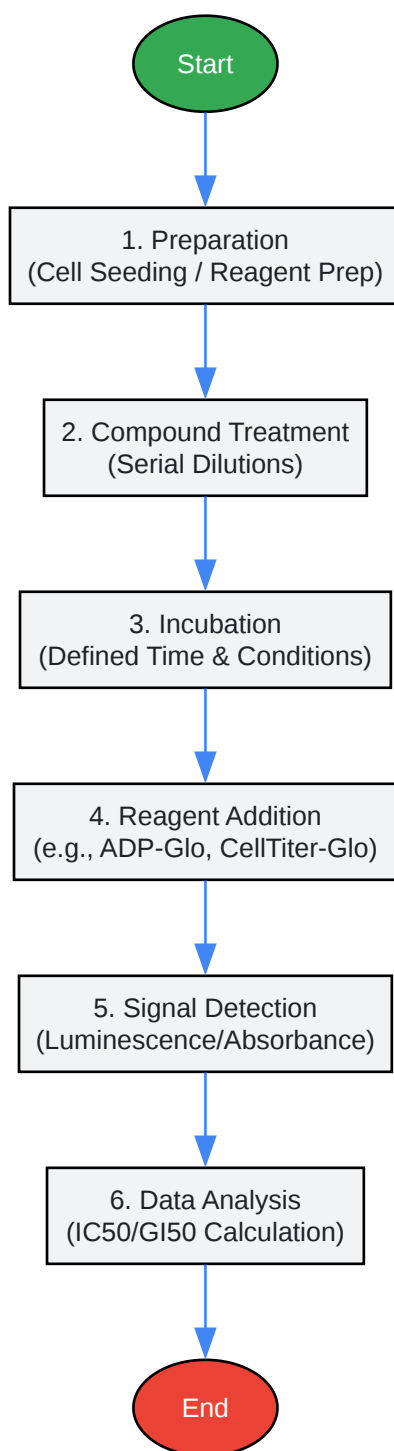 Start
1. Preparation
(Cell Seeding / Reagent Prep)
2. Compound Treatment
(Serial Dilutions)
3. Incubation
(Defined Time & Conditions)
4. Reagent Addition
(e.g., ADP-Glo, CellTiter-Glo)
5. Signal Detection
(Luminescence/Absorbance)
6. Data Analysis
(IC50/GI50 Calculation)
End